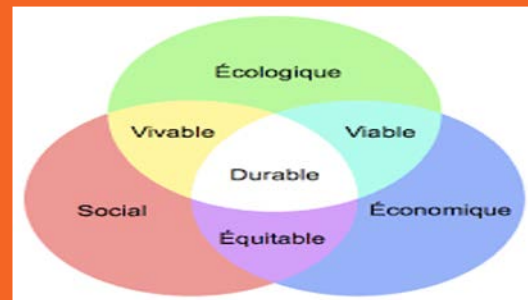 Écologique
Vivable
Viable
Durable
Social
Économique
Équitable